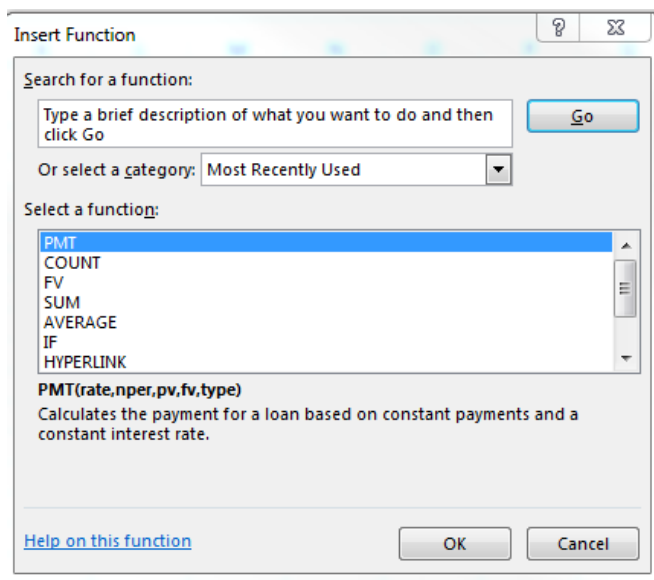 Insert Function
?
Search for a function:
Type a brief description of what you want to do and then
click Go
Go
Or select a category: Most Recently Used
Select a function:
PMT
COUNT
FV
SUM
AVERAGE
IF
HYPERLINK
PMT(rate,nper,pv,fv,type)
Calculates the payment for a loan based on constant payments and a
constant interest rate.
Help on this function
OK
Cancel